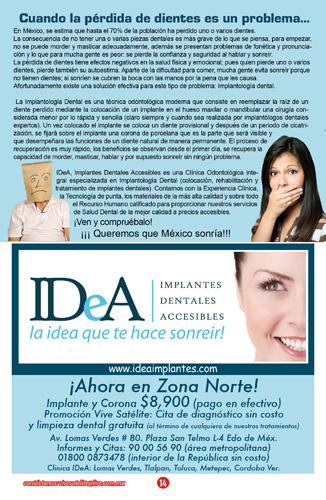 Cuando la pérdida de dientes es un problema...
En México, se estima que hasta el 70% de la población ha perdido uno o varios dientes.
La consecuencia de no tener una o varias piezas dentales es más grave de lo que se piensa, para empezar,
no se puede morder y masticar adecuadamente, además se presentan problemas de fonética y pronuncia-
ción y lo que para mucha gente es peor: se pierde la confianza y seguridad al hablar y sonreír.
La pérdida de dientes tiene efectos negativos en la salud física y emocional; pues quien pierde uno o varios
dientes, pierde también su autoestima. Aparte de la dificultad para comer, mucha gente evita sonreír porque
no tienen dientes; si sonríen se cubren la boca con las manos por la pena que les causa.
Afortunadamente existe una solución efectiva para este tipo de problema: Implantología dental.
La Implantología Dental es una técnica odontológica moderna que consiste en reemplazar la raíz de un
diente perdido mediante la colocación de un implante en el hueso maxilar o mandibular una cirugía con-
siderada menor por lo rápida y sencilla (claro siempre y cuando sea realizada por implantólogos dentales
expertos). Un vez colocado el implante se coloca un diente provisional y después de un periodo de cicatri-
zación, se fijará sobre el implante una corona de porcelana que es la parte que será visible y
que desempeñara las funciones de un diente natural de manera permanente. El proceso de
recuperación es muy rápido, los beneficios se observan desde el primer día, se recupera la
capacidad de morder, masticar, hablar y por supuesto sonreír sin ningún problema.
IDeA, Implantes Dentales Accesibles es una Clínica Odontológica inte-
gral especializada en Implantología Dental (colocación, rehabilitación y
tratamiento de implantes dentales). Contamos con la Experiencia Clínica,
la Tecnología de punta, los materiales de la más alta calidad y sobre todo
el Recurso Humano calificado para proporcionar nuestros servicios
de Salud Dental de la mejor calidad a precios accesibles.
¡Ven y compruébalo!
¡¡¡ Queremos que México sonría!!!
IDeA
IMPLANTES
DENTALES
ACCESIBLES
la idea que te hace sonreir!
www.ideaimplantes.com
¡Ahora en Zona Norte!
Implante y Corona $8,900 (pago en efectivo)
Promoción Vive Satélite: Cita de diagnóstico sin costo
y limpieza dental gratuita (al término de cualquiera de nuestros tratamientos)
Av. Lomas Verdes # 80. Plaza San Telmo L-4 Edo de Méx.
Informes y Citas: 90 00 56 90 (área metropolitana)
01800 0873478 (interior de la República sin costo)
Clínica IDeA: Lomas Verdes, Tlalpan, Toluca, Metepec, Cordoba Ver.
contáctanos:vivesatelite@live.com.mx
14